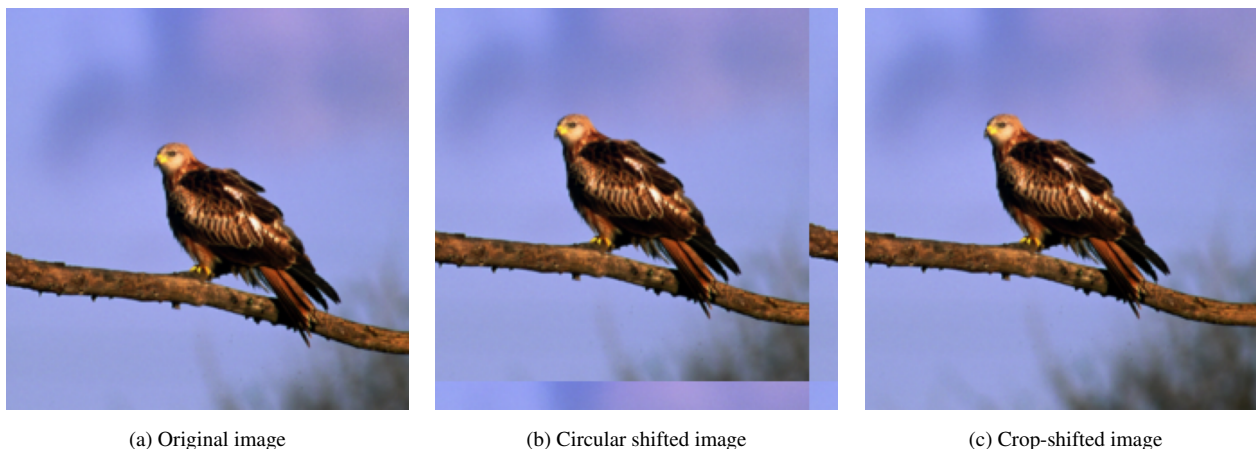 (a) Original image
(b) Circular shifted image
(c) Crop-shifted image